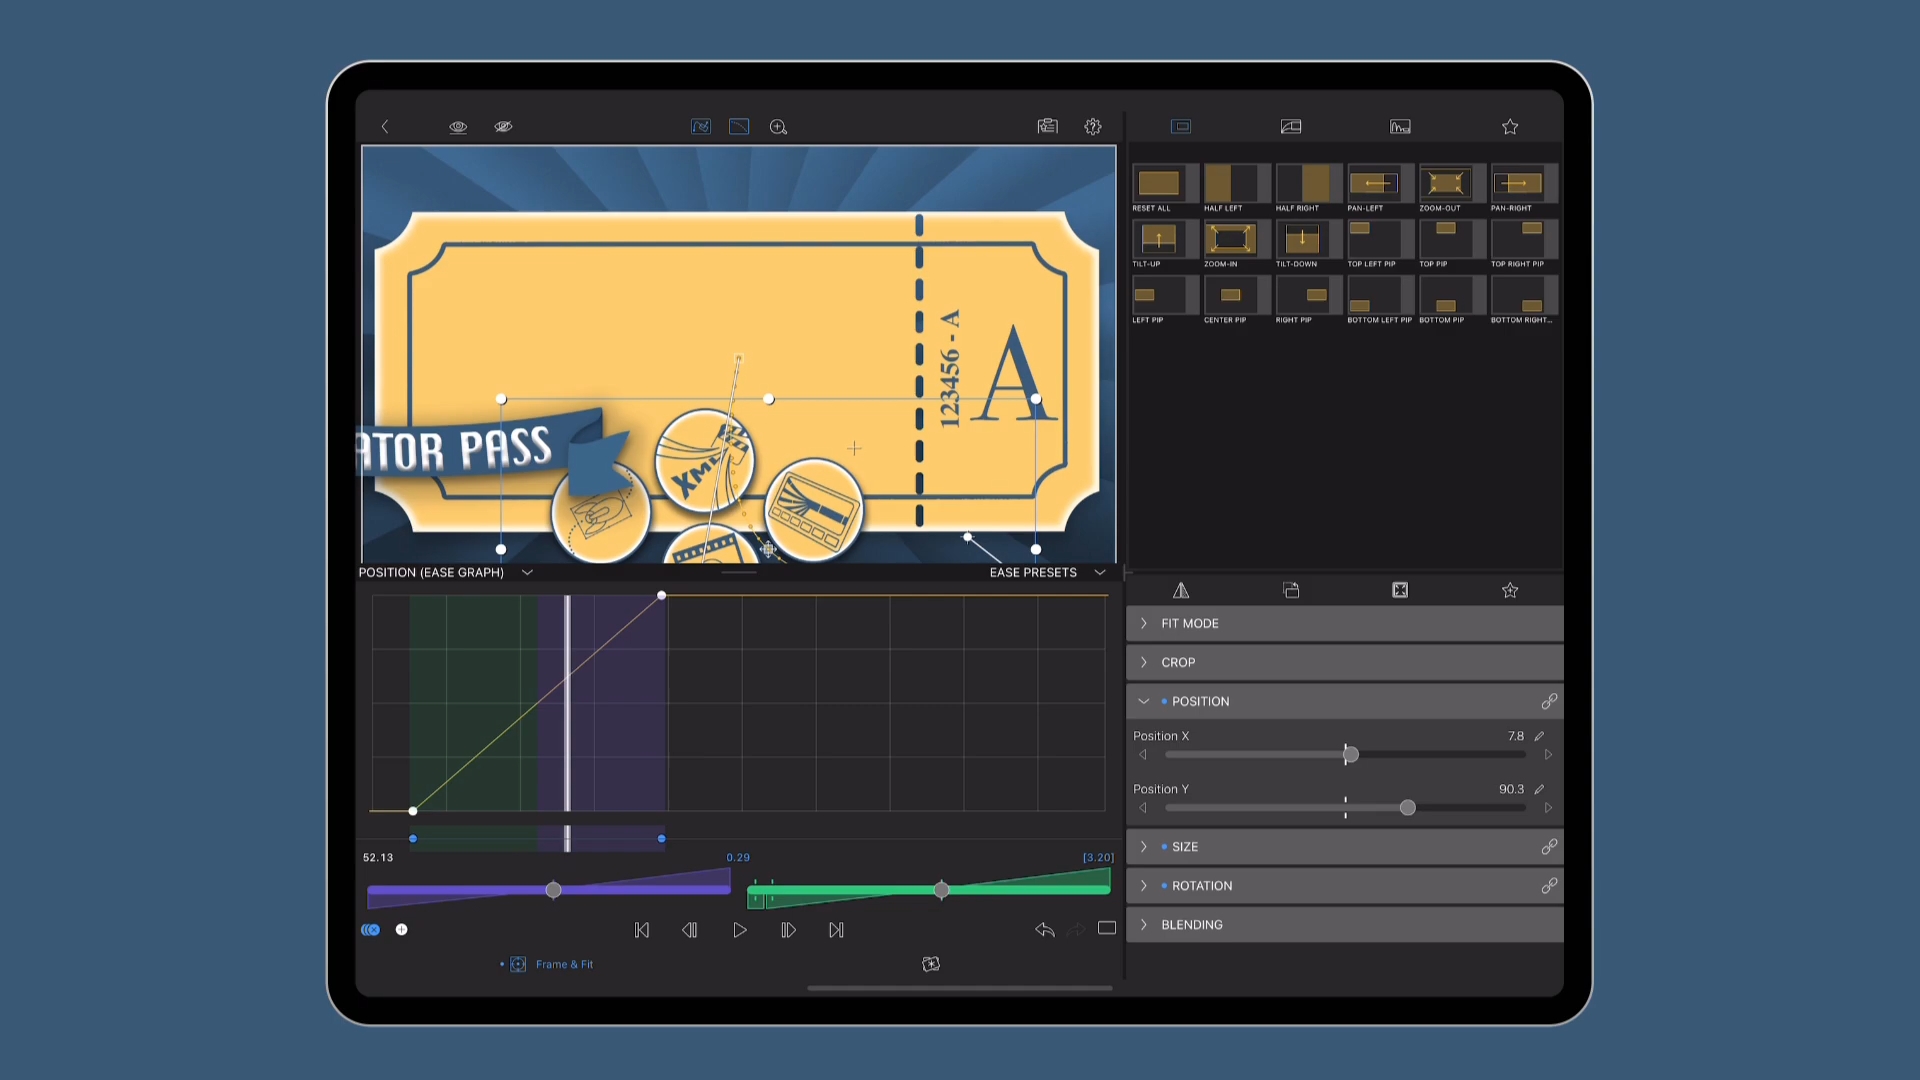 RESET ALL
HALF LEFT
HALF RIGHT
PAN-LEFT
ZOOM-OUT
PAN-RIGHT
TILT-UP
ZOOM-IN
TILT-DOWN
TOP LEFT PIP
TOP PIP
TOP RIGHT PIP
LEFT PIP
CENTER PIP
RIGHT PIP
BOTTOM LEFT PIP
BOTTOM PIP
BOTTOM RIGHT...
123456 - A
A
ATOR PASS
XML
POSITION (EASE GRAPH)
EASE PRESETS
FIT MODE
CROP
POSITION
Position X
7.8
Position Y
90.3
SIZE
ROTATION
BLENDING
52.13
0.29
[3.20]
Frame & Fit